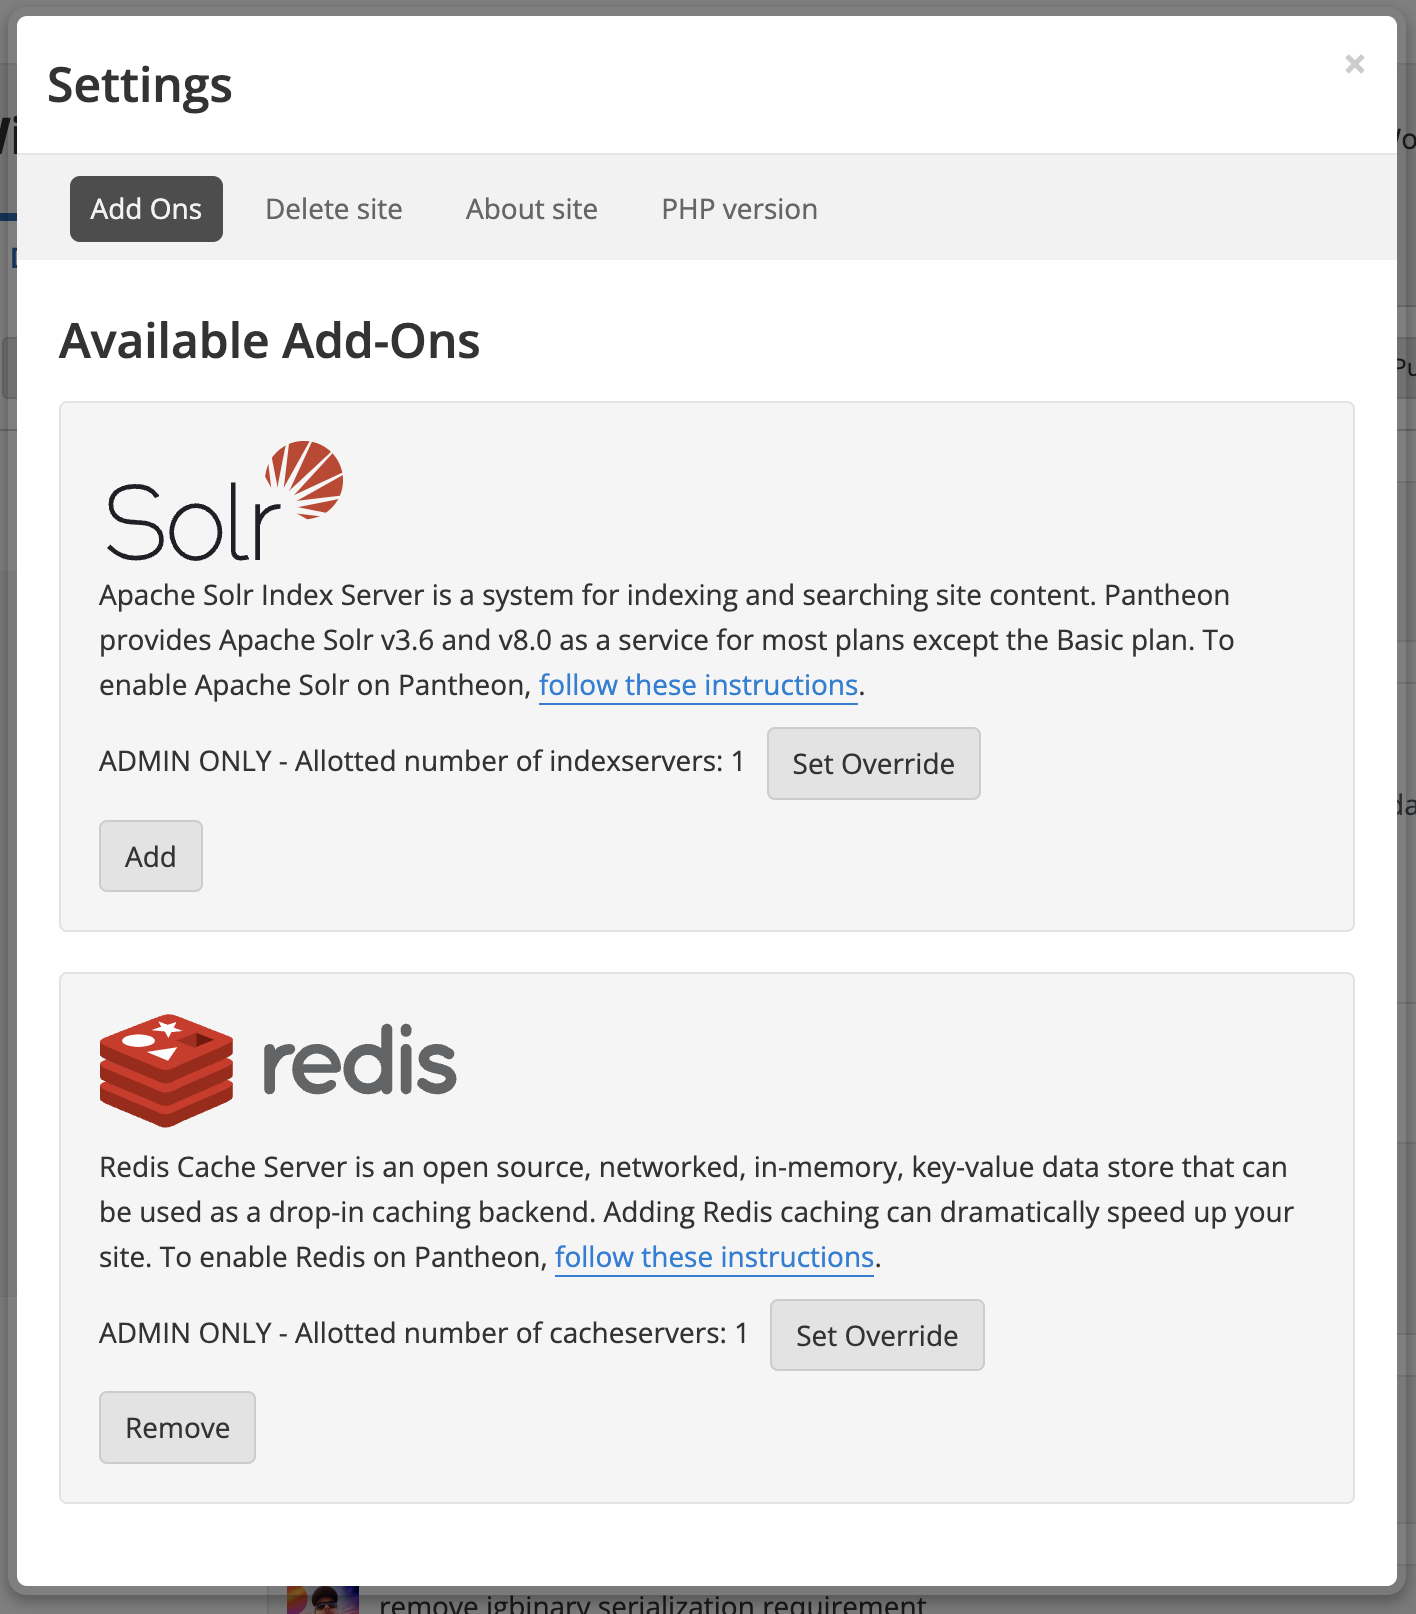 Settings
×
Add Ons
Delete site
About site
PHP version
Available Add-Ons
Solr
Apache Solr Index Server is a system for indexing and searching site content. Pantheon
provides Apache Solr v3.6 and v8.0 as a service for most plans except the Basic plan. To
enable Apache Solr on Pantheon, follow these instructions.
ADMIN ONLY - Allotted number of indexservers: 1
Set Override
Add
redis
Redis Cache Server is an open source, networked, in-memory, key-value data store that can
be used as a drop-in caching backend. Adding Redis caching can dramatically speed up your
site. To enable Redis on Pantheon, follow these instructions.
ADMIN ONLY - Allotted number of cacheservers: 1
Set Override
Remove
remove igbinary serialization requirement